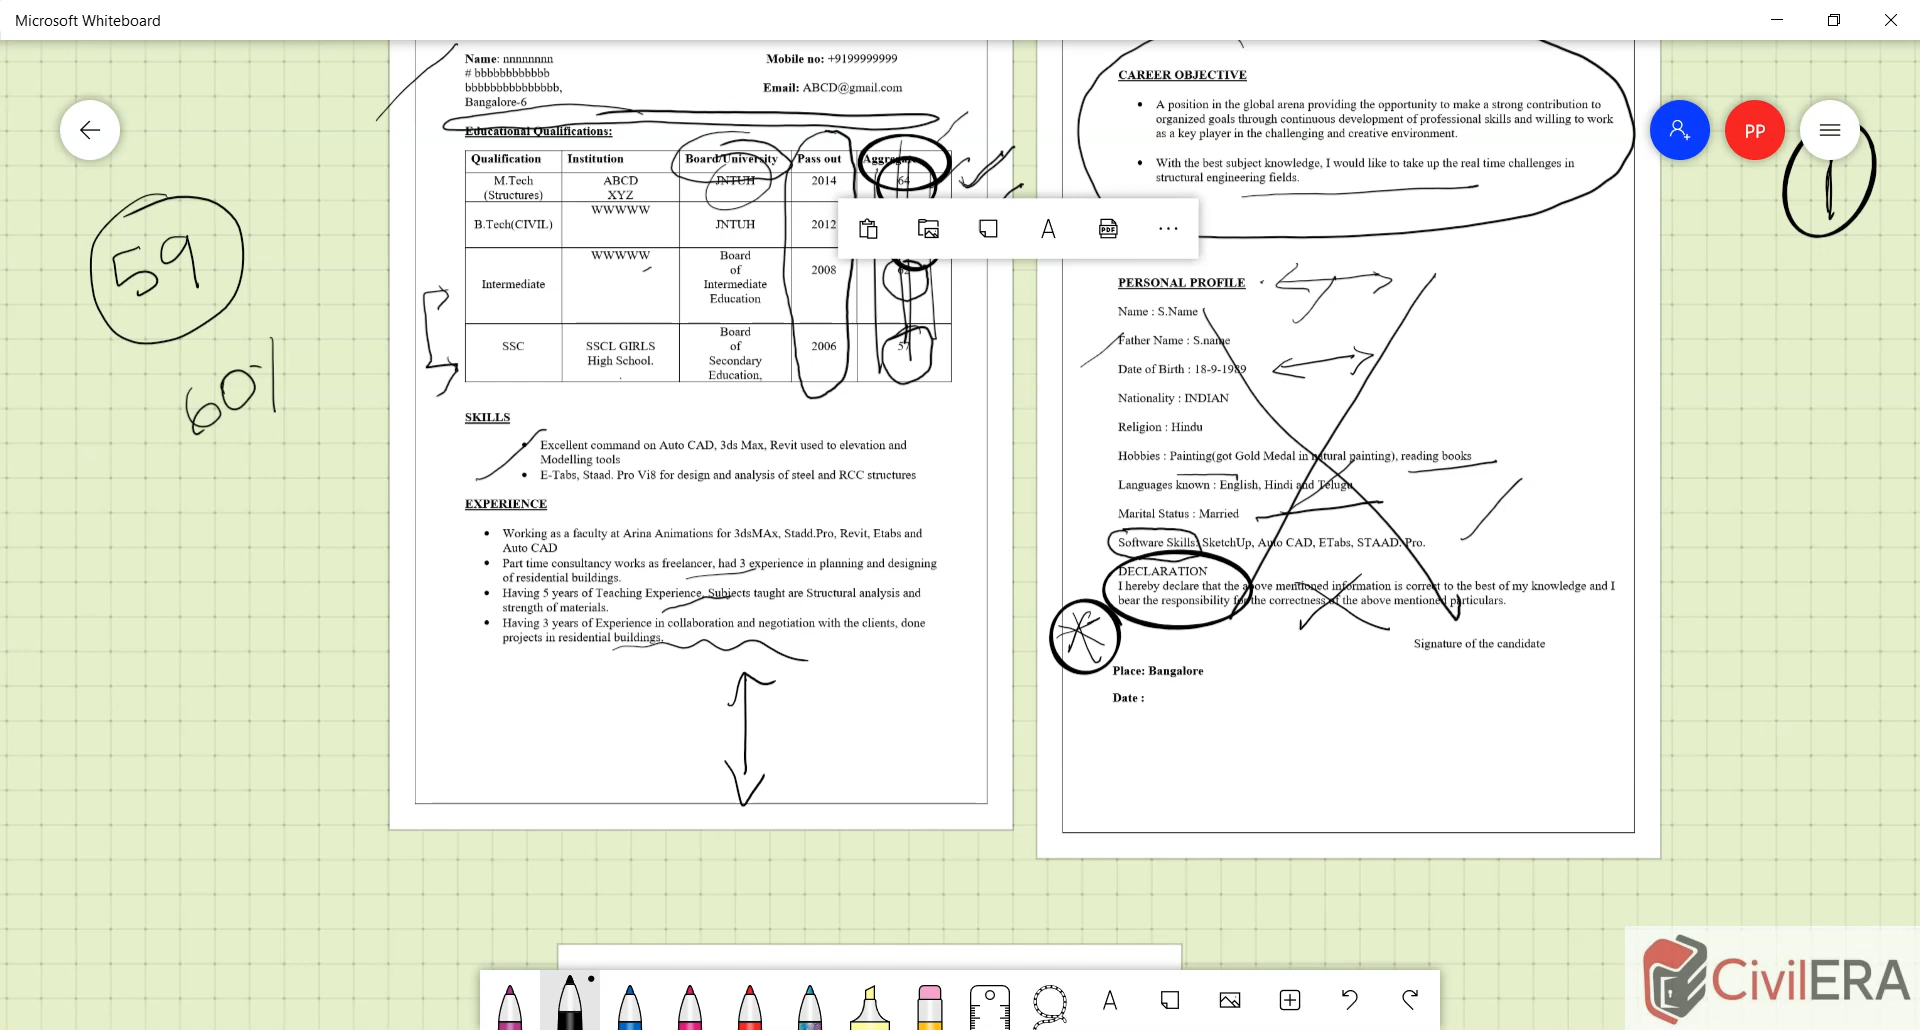 Microsoft Whiteboard
Name: nnnnnnnn
# bbbbbbbbbbbb
bbbbbbbbbbbbbbb,
Bangalore-6
Mobile no: +9199999999
Email: ABCD@gmail.com
Educational Qualifications:
Qualification Institution Board/University Pass out
M.Tech (Structures) ABCD XYZ JNTUH 2014 64
B.Tech(CIVIL) WWWWW JNTUH 2012
Intermediate WWWWW Board of Intermediate Education 2008
SSC SSCL GIRLS High School. Board of Secondary Education, 2006
59
60%
SKILLS
Excellent command on Auto CAD, 3ds Max, Revit used to elevation and
Modelling tools
E-Tabs, Staad. Pro Vi8 for design and analysis of steel and RCC structures
EXPERIENCE
Working as a faculty at Arina Animations for 3dsMAx, Stadd.Pro, Revit, Etabs and
Auto CAD
Part time consultancy works as freelancer, had 3 experience in planning and designing
of residential buildings.
Having 5 years of Teaching Experience. Subjects taught are Structural analysis and
strength of materials.
Having 3 years of Experience in collaboration and negotiation with the clients, done
projects in residential buildings.
CAREER OBJECTIVE
A position in the global arena providing the opportunity to make a strong contribution to
organized goals through continuous development of professional skills and willing to work
as a key player in the challenging and creative environment.
With the best subject knowledge, I would like to take up the real time challenges in
structural engineering fields.
PERSONAL PROFILE
Name : S.Name
Father Name : S.name
Date of Birth : 18-9-1989
Nationality : INDIAN
Religion : Hindu
Hobbies : Painting(got Gold Medal in natural painting), reading books
Languages known : English, Hindi and Telugu
Marital Status : Married
Software Skills: SketchUp, Auto CAD, ETabs, STAAD.Pro.
DECLARATION
I hereby declare that the above mentioned information is correct to the best of my knowledge and I
bear the responsibility for the correctness of the above mentioned particulars.
Signature of the candidate
Place: Bangalore
Date :
PP
1
PDF
A
A
CivilERA